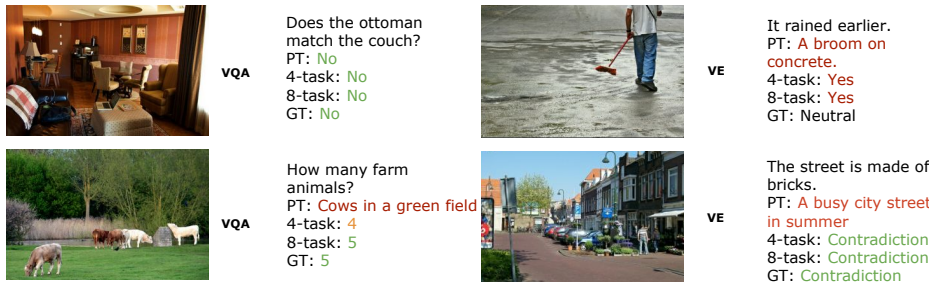 VQA
Does the ottoman
match the couch?
PT: No
4-task: No
8-task: No
GT: No
VE
It rained earlier.
PT: A broom on
concrete.
4-task: Yes
8-task: Yes
GT: Neutral
VQA
How many farm
animals?
PT: Cows in a green field
4-task: 4
8-task: 5
GT: 5
VE
The street is made of
bricks.
PT: A busy city street
in summer
4-task: Contradiction
8-task: Contradiction
GT: Contradiction